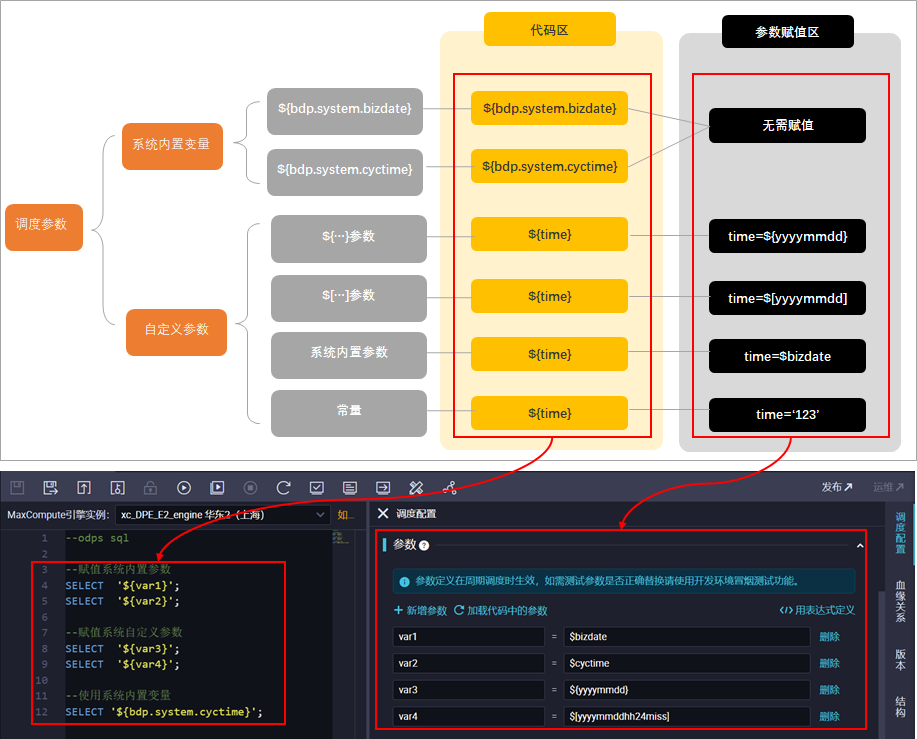 代码区
参数赋值区
调度参数
系统内置变量
自定义参数
${bdp.system.bizdate}
${bdp.system.bizdate}
无需赋值
${bdp.system.cyctime}
${bdp.system.cyctime}
${···}参数
${time}
time=${yyyymmdd}
$[···]参数
${time}
time=$[yyyymmdd]
系统内置参数
${time}
time=$bizdate
常量
${time}
time=‘123’
发布
运维
MaxCompute引擎实例:
xc_DPE_E2_engine 华东2 (上海)
如...
1 --odps sql
2
3 --赋值系统内置参数
4 SELECT '${var1}';
5 SELECT '${var2}';
6
7 --赋值系统自定义参数
8 SELECT '${var3}';
9 SELECT '${var4}';
10
11 --使用系统内置变量
12 SELECT '${bdp.system.cyctime}';
调度配置
参数
参数定义在周期调度时生效，如需测试参数是否正确替换请使用开发环境冒烟测试功能。
新增参数
加载代码中的参数
</>用表达式定义
var1 = $bizdate 删除
var2 = $cyctime 删除
var3 = ${yyyymmdd} 删除
var4 = $[yyyymmddhh24miss] 删除
调度配置
血缘关系
版本
结构